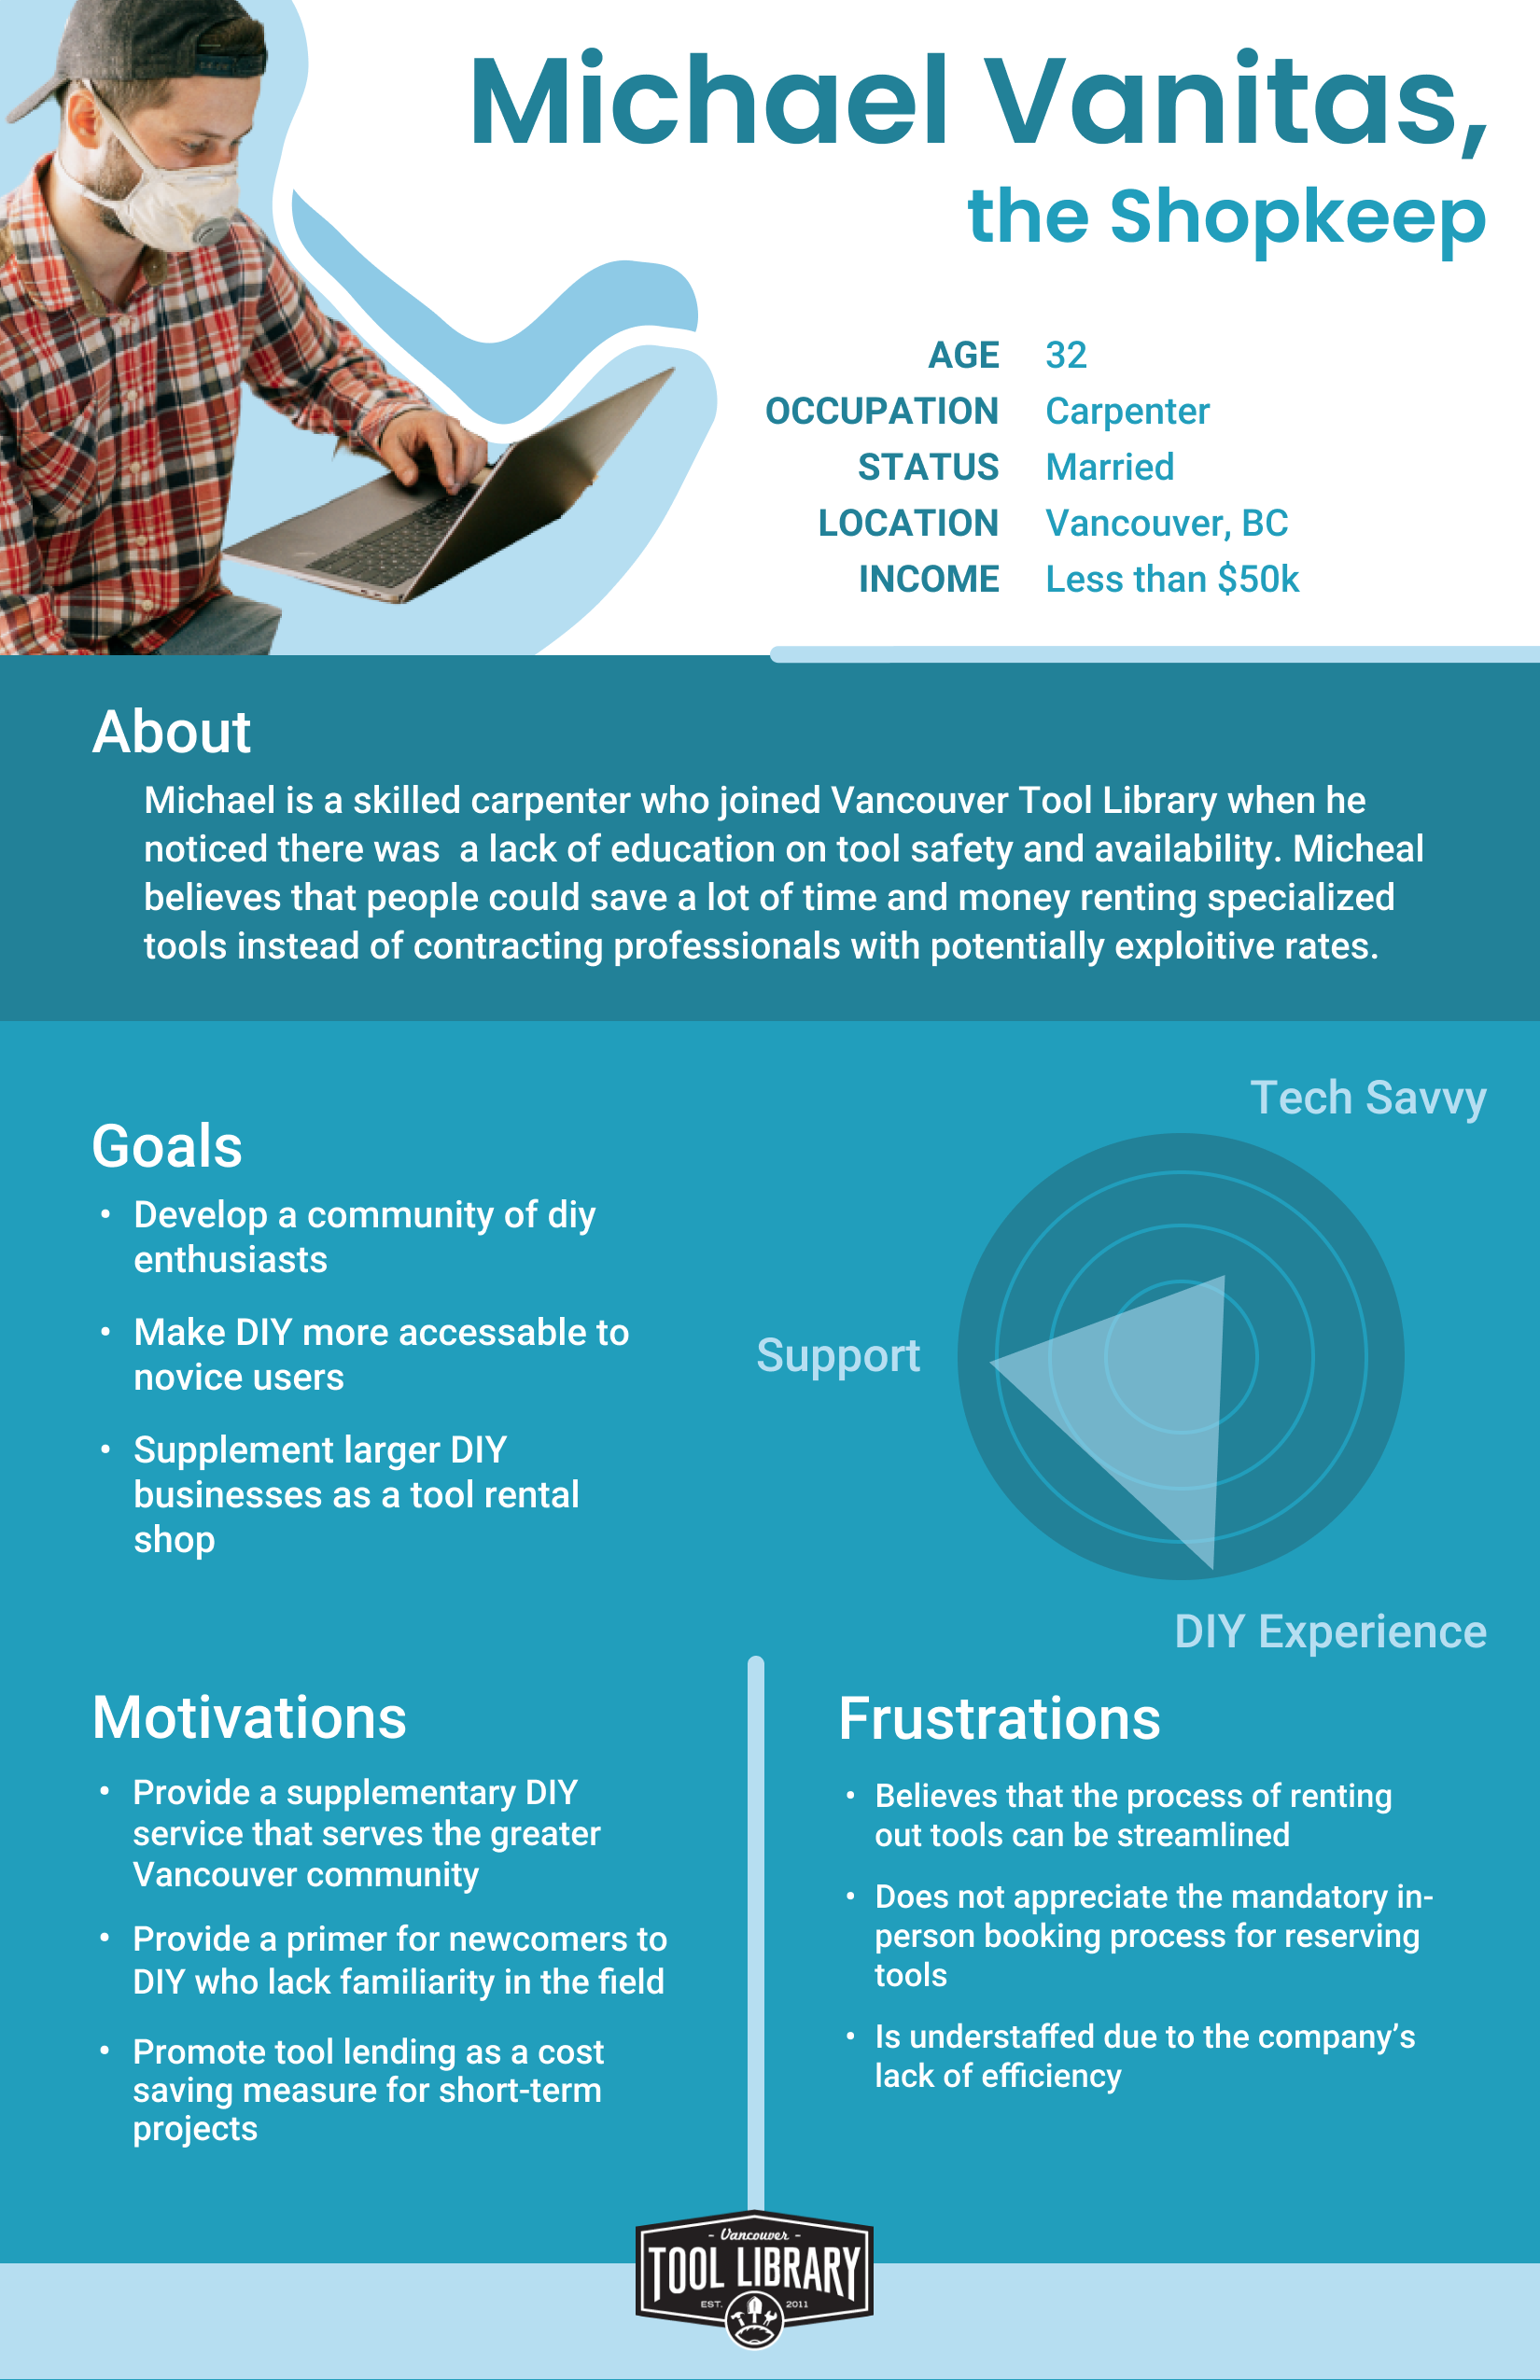 Michael Vanitas,
the Shopkeep
AGE 32
OCCUPATION Carpenter
STATUS Married
LOCATION Vancouver, BC
INCOME Less than $50k
About
Michael is a skilled carpenter who joined Vancouver Tool Library when he
noticed there was  a lack of education on tool safety and availability. Micheal
believes that people could save a lot of time and money renting specialized
tools instead of contracting professionals with potentially exploitive rates.
Goals
• Develop a community of diy
enthusiasts
• Make DIY more accessable to
novice users
• Supplement larger DIY
businesses as a tool rental
shop
Tech Savvy
Support
DIY Experience
Motivations
• Provide a supplementary DIY
service that serves the greater
Vancouver community
• Provide a primer for newcomers to
DIY who lack familiarity in the field
• Promote tool lending as a cost
saving measure for short-term
projects
Frustrations
• Believes that the process of renting
out tools can be streamlined
• Does not appreciate the mandatory in-
person booking process for reserving
tools
• Is understaffed due to the company’s
lack of efficiency
- Vancouver -
TOOL LIBRARY
EST. 2011